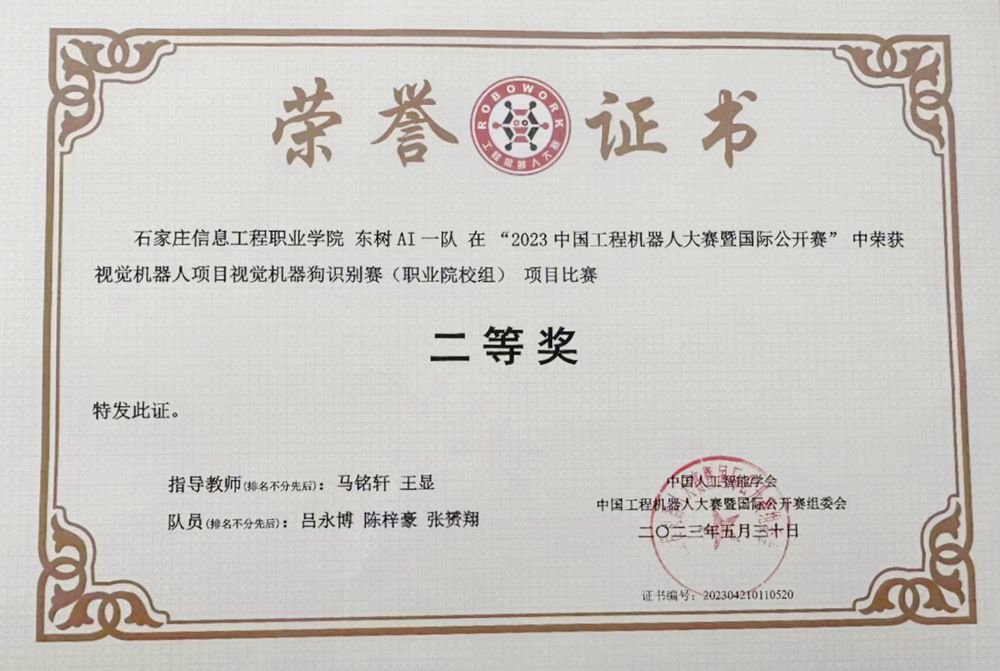 荣誉证书
ROBOWORK
工程机器人大赛
石家庄信息工程职业学院 东树AI一队 在 “2023中国工程机器人大赛暨国际公开赛” 中荣获
视觉机器人项目视觉机器狗识别赛（职业院校组） 项目比赛
二等奖
特发此证。
指导教师(排名不分先后)：马铭轩 王显
队员(排名不分先后)：吕永博 陈梓豪 张赟翔
中国人工智能学会
中国工程机器人大赛暨国际公开赛组委会
二〇二三年五月三十日
证书编号：202304210110520